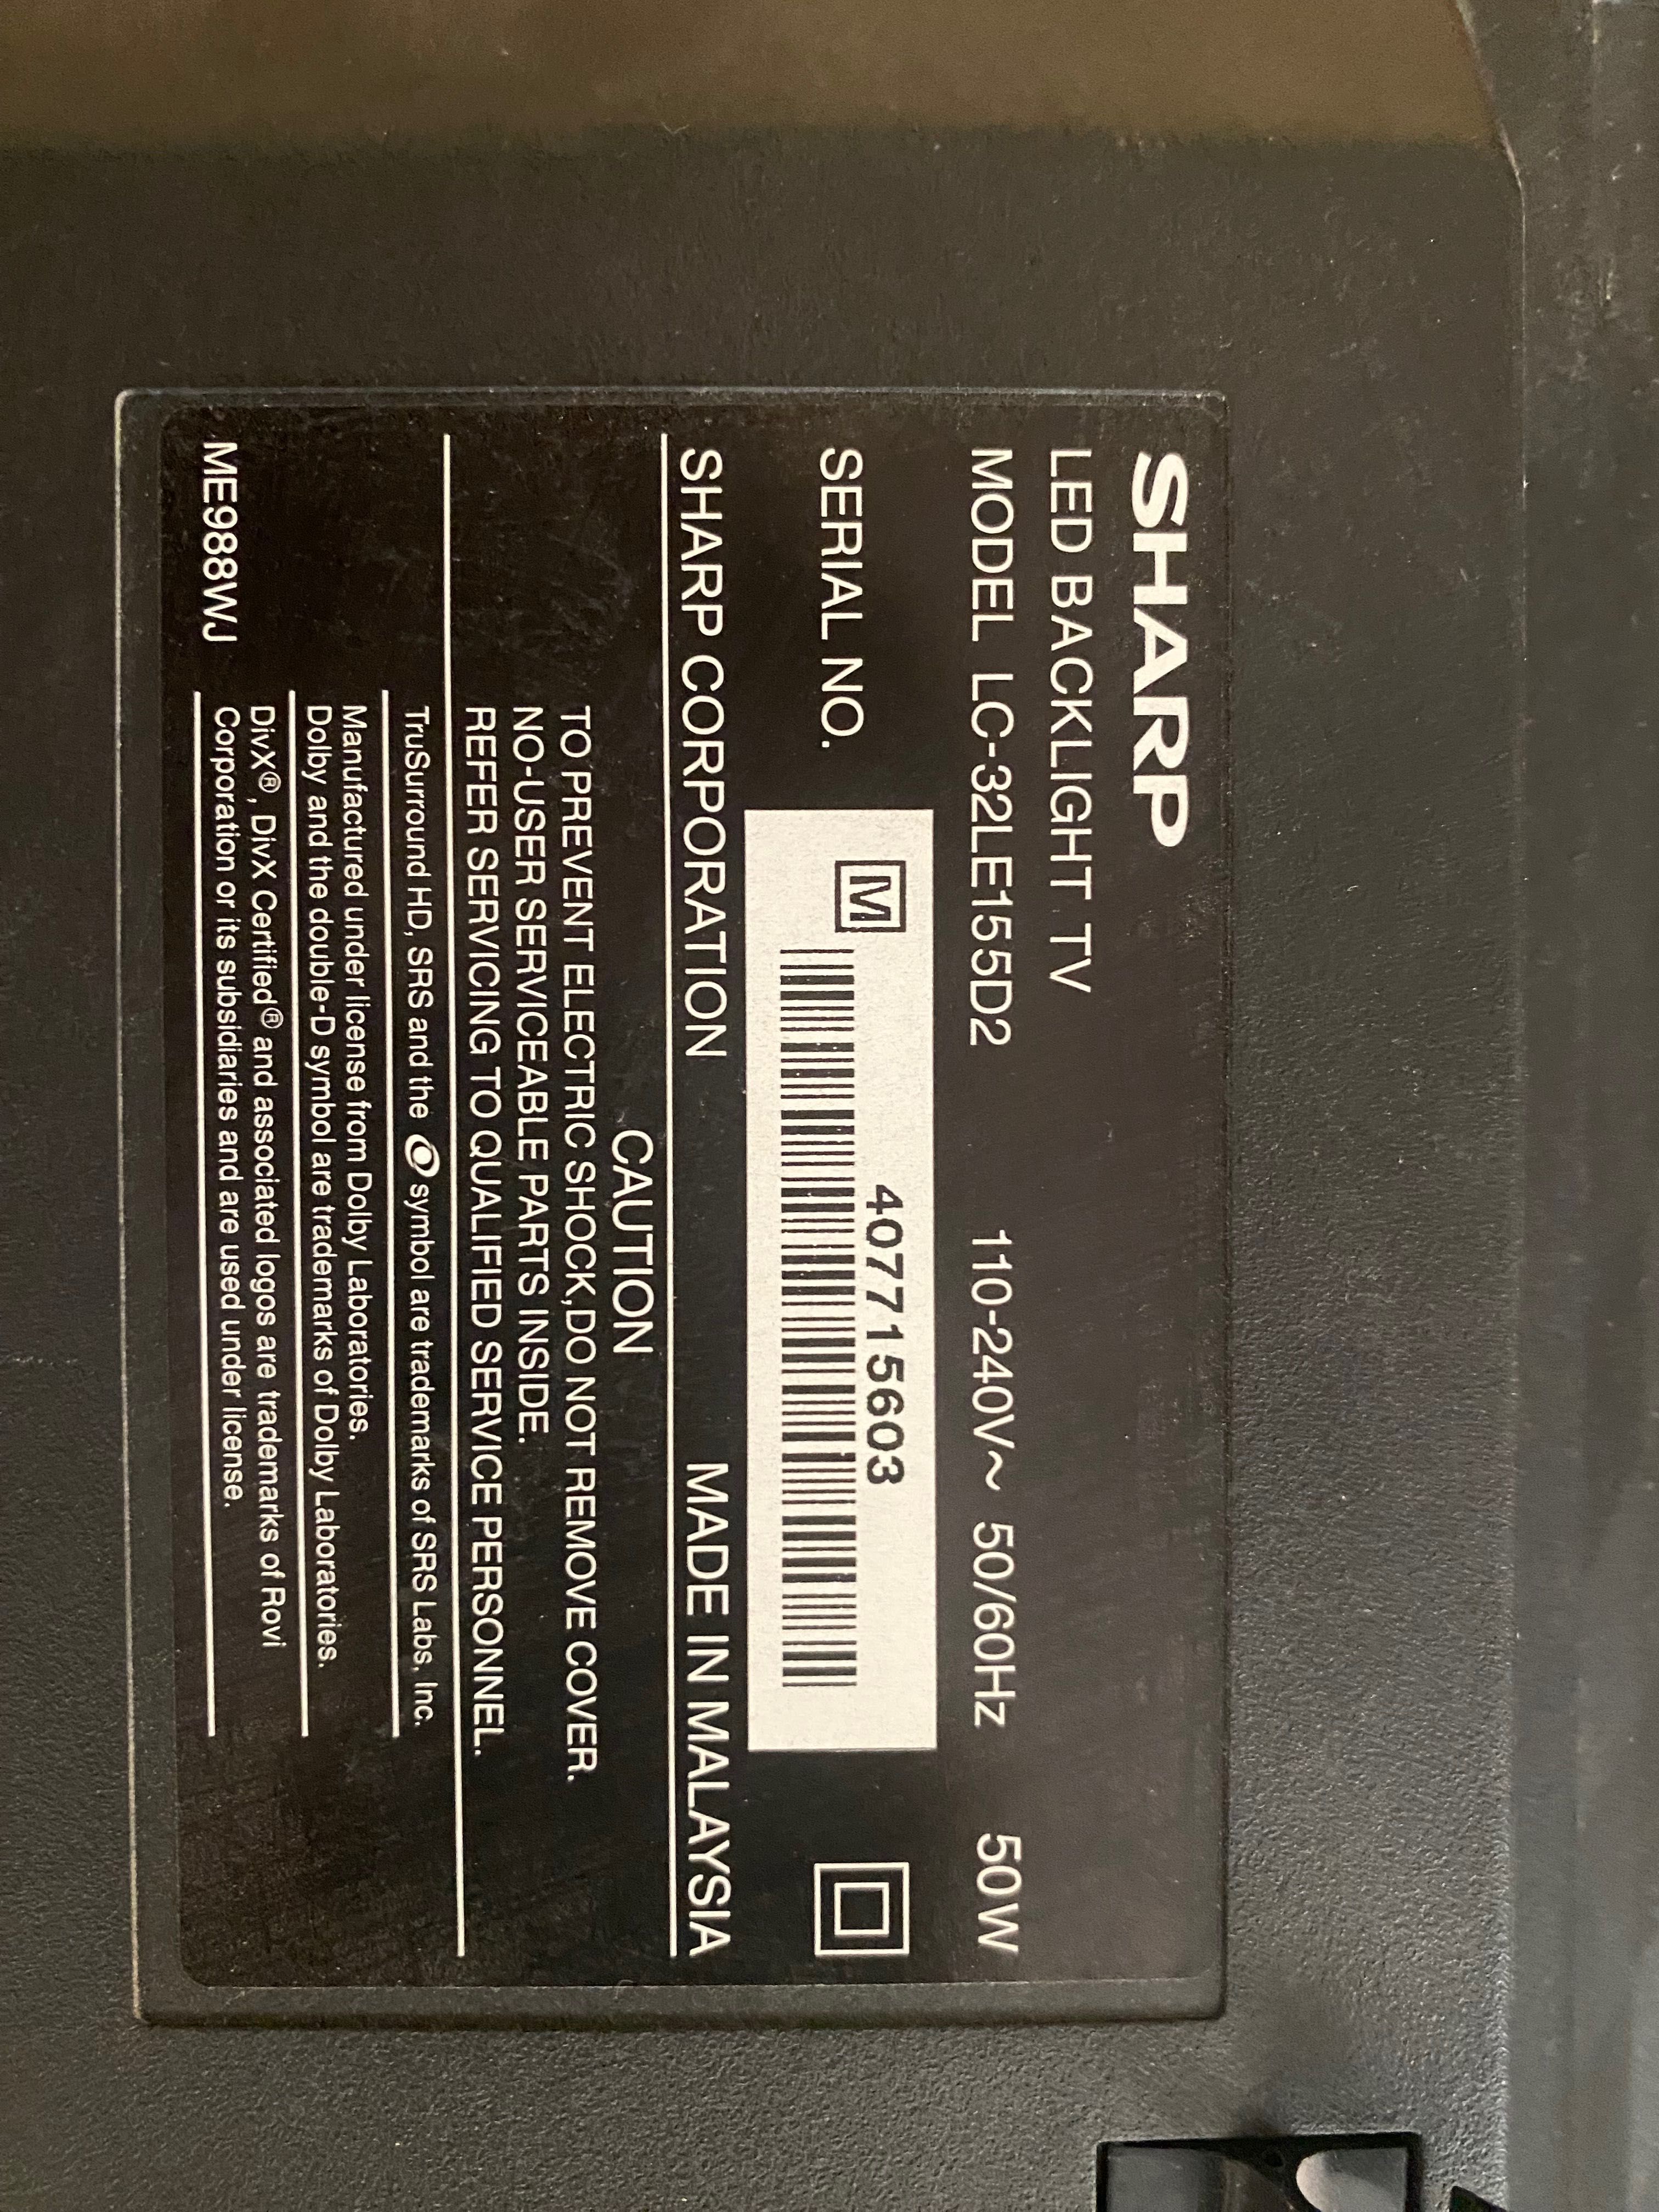 SHARP
LED BACKLIGHT TV
MODEL LC-32LE155D2 110-240V~ 50/60Hz 50W
M 407715603
SERIAL NO.
SHARP CORPORATION MADE IN MALAYSIA
CAUTION
TO PREVENT ELECTRIC SHOCK,DO NOT REMOVE COVER.
NO-USER SERVICEABLE PARTS INSIDE.
REFER SERVICING TO QUALIFIED SERVICE PERSONNEL.
TruSurround HD, SRS and the symbol are trademarks of SRS Labs, Inc.
Manufactured under license from Dolby Laboratories.
Dolby and the double-D symbol are trademarks of Dolby Laboratories.
DivX®, DivX Certified® and associated logos are trademarks of Rovi
Corporation or its subsidiaries and are used under license.
ME988WJ